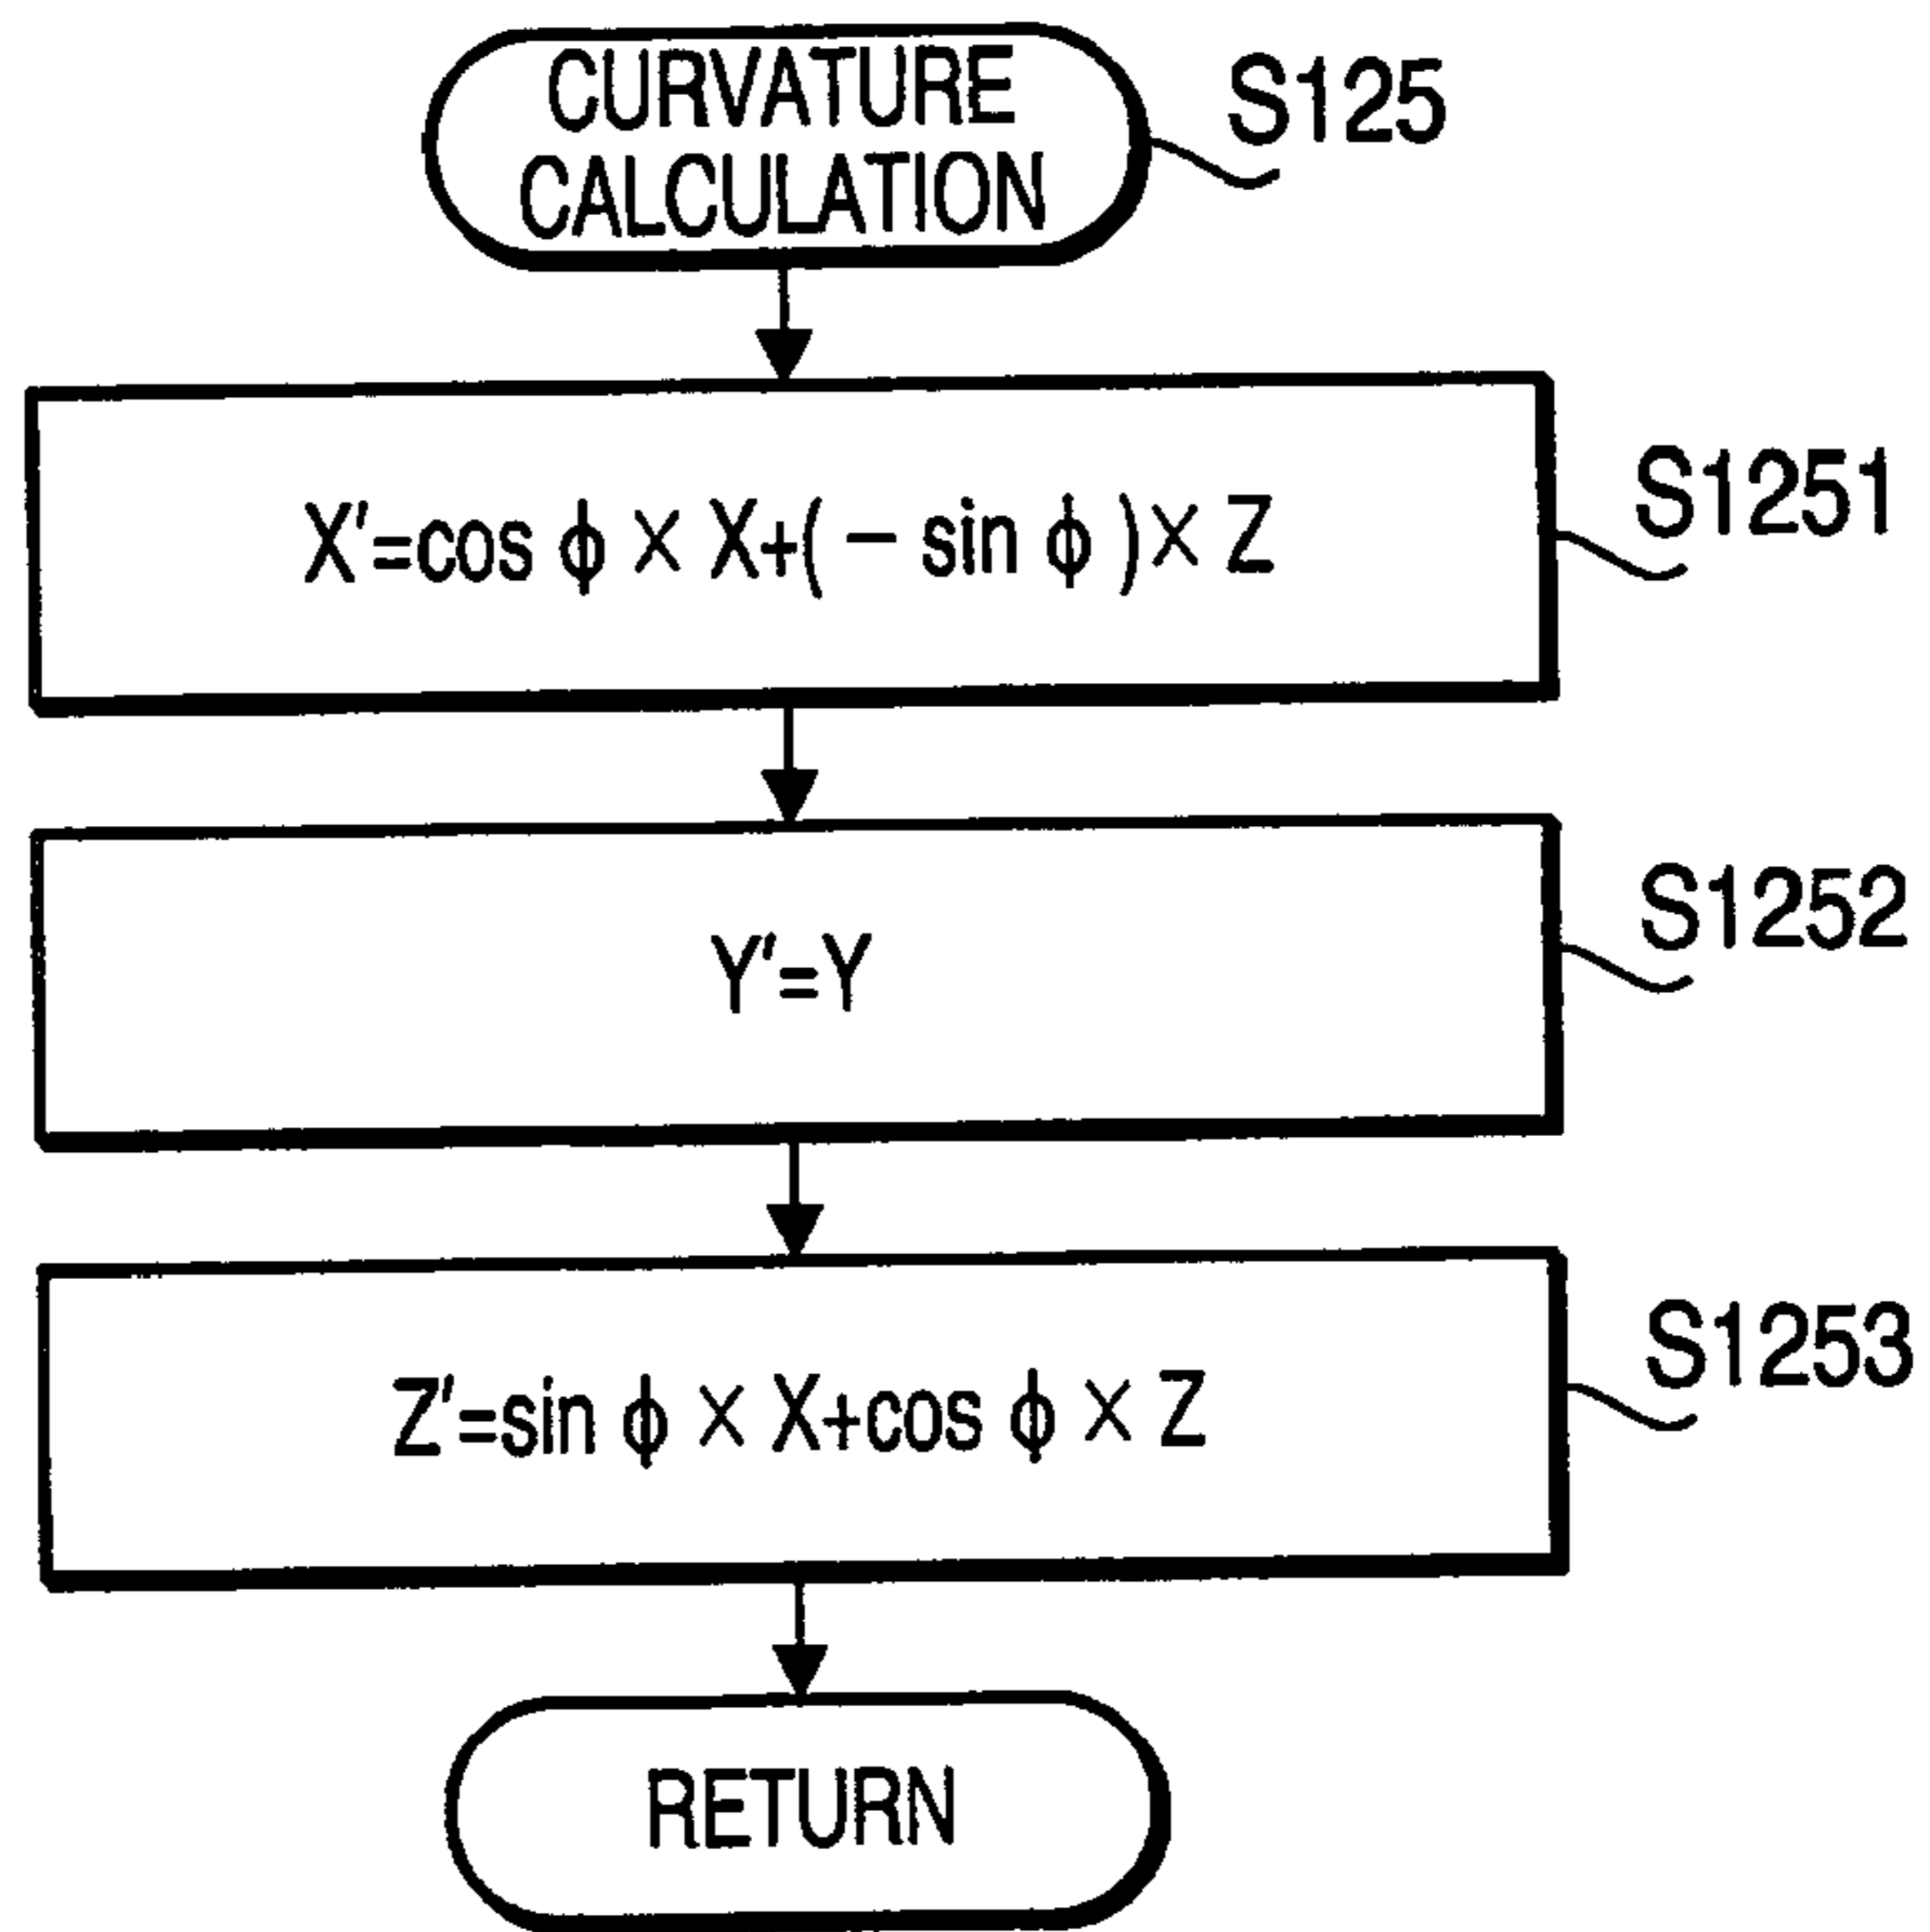 CURVATURE
CALCULATION
S125
X'=cos ϕ × X+(− sin ϕ )× Z
S1251
Y'=Y
S1252
Z'=sin ϕ × X+cos ϕ × Z
S1253
RETURN